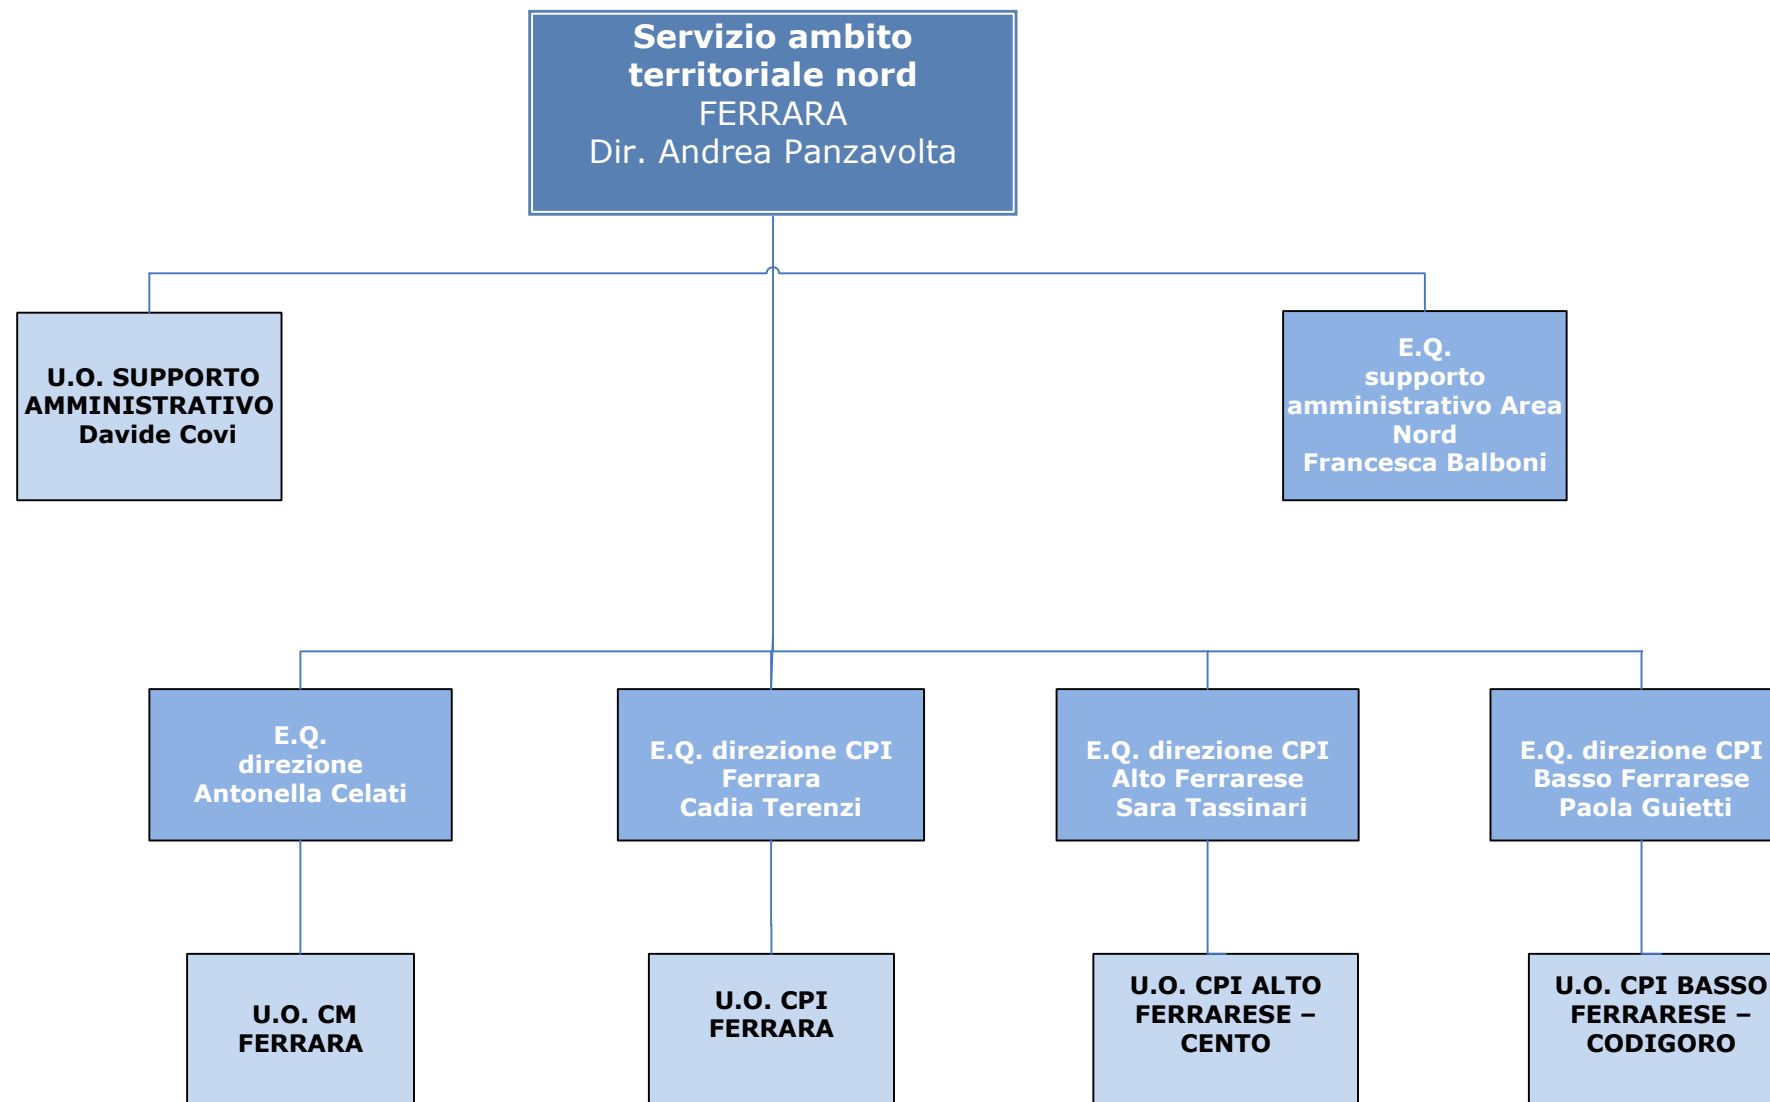 Servizio ambito
territoriale nord
FERRARA
Dir. Andrea Panzavolta
U.O. SUPPORTO
AMMINISTRATIVO
Davide Covi
E.Q.
supporto
amministrativo Area
Nord
Francesca Balboni
E.Q.
direzione
Antonella Celati
E.Q. direzione CPI
Ferrara
Cadia Terenzi
E.Q. direzione CPI
Alto Ferrarese
Sara Tassinari
E.Q. direzione CPI
Basso Ferrarese
Paola Guietti
U.O. CM
FERRARA
U.O. CPI
FERRARA
U.O. CPI ALTO
FERRARESE –
CENTO
U.O. CPI BASSO
FERRARESE –
CODIGORO